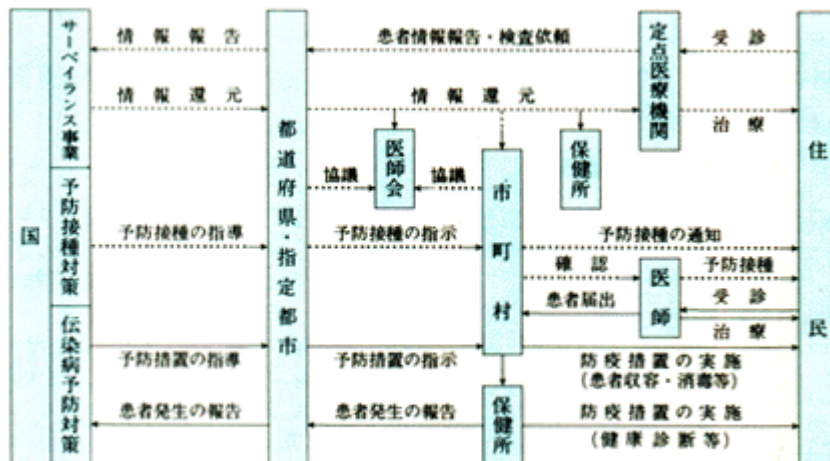 国
サーベイランス事業
予防接種対策
伝染病予防対策
情報報告
情報還元
予防接種の指導
予防措置の指導
患者発生の報告
都道府県・指定都市
患者情報報告・検査依頼
情報還元
医師会
協議
協議
保健所
定点医療機関
受診
治療
市町村
予防接種の指示
予防接種の通知
確認
医師
予防接種
患者届出
受診
治療
予防措置の指示
防疫措置の実施
(患者収容・消毒等)
患者発生の報告
保健所
防疫措置の実施
(健康診断等)
住民